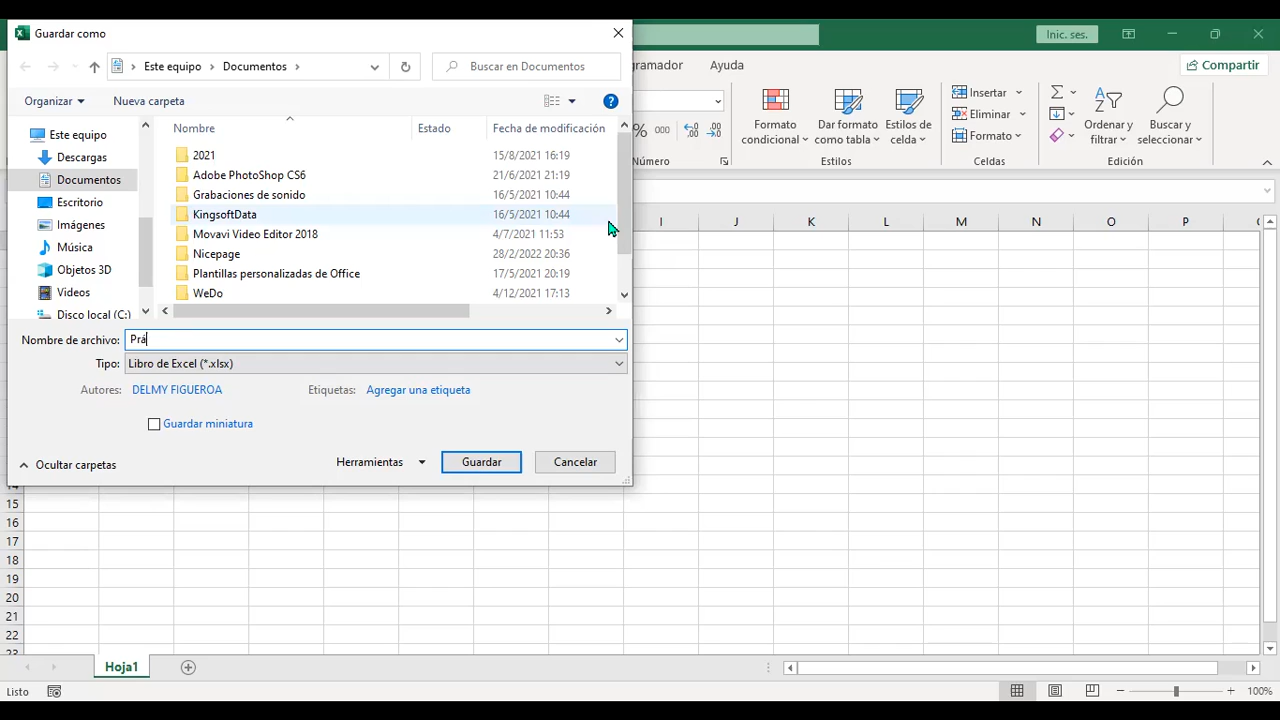 Guardar como
Inic. ses.
Este equipo
Documentos
Buscar en Documentos
Organizar
Nueva carpeta
Nombre
Estado
Fecha de modificación
Este equipo
Descargas
Documentos
Escritorio
Imágenes
Música
Objetos 3D
Videos
Disco local (C:)
2021 15/8/2021 16:19
Adobe PhotoShop CS6 21/6/2021 21:19
Grabaciones de sonido 16/5/2021 10:44
KingsoftData 16/5/2021 10:44
Movavi Video Editor 2018 4/7/2021 11:53
Nicepage 28/2/2022 20:36
Plantillas personalizadas de Office 17/5/2021 20:19
WeDo 4/12/2021 17:13
Nombre de archivo: Prá
Tipo: Libro de Excel (*.xlsx)
Autores: DELMY FIGUEROA Etiquetas: Agregar una etiqueta
Guardar miniatura
Ocultar carpetas
Herramientas
Guardar
Cancelar
Ayuda
Compartir
% 000
Número
Formato condicional
Dar formato como tabla
Estilos de celda
Estilos
Insertar
Eliminar
Formato
Celdas
Ordenar y filtrar
Buscar y seleccionar
Edición
I J K L M N O P
15
16
17
18
19
20
21
22
Hoja1
Listo
100%